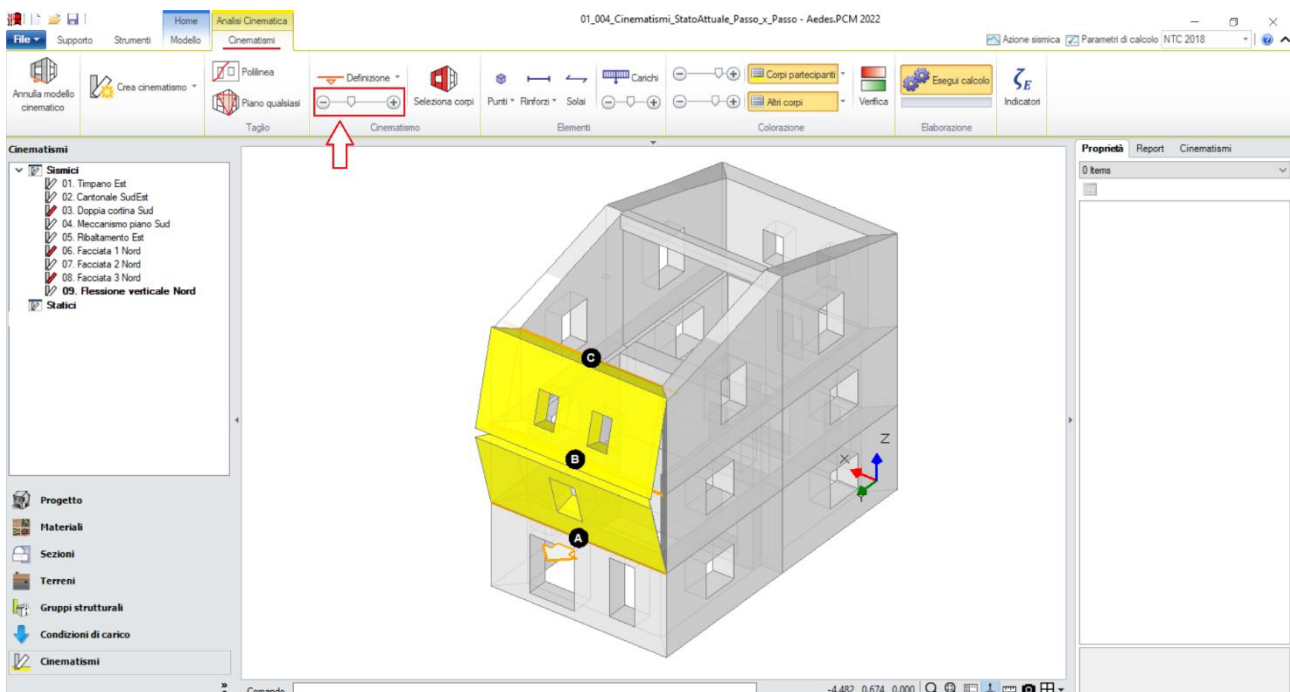 Home
Analisi Cinematica
01_004_Cinematismi_StatoAttuale_Passo_x_Passo - Aedes.PCM 2022
File
Supporto
Strumenti
Modello
Cinematismi
Azione sismica
Parametri di calcolo
NTC 2018
Annulla modello
cinematico
Crea cinematismo
Polilinea
Piano qualsiasi
Taglio
Definizione
Seleziona corpi
Cinematismo
Punti
Rinforzi
Solai
Carichi
Elementi
Corpi partecipanti
Altri corpi
Verifica
Colorazione
Esegui calcolo
Elaborazione
ζE
Indicatori
Cinematismi
Sismici
01. Timpano Est
02. Cantonale SudEst
03. Doppia cortina Sud
04. Meccanismo piano Sud
05. Ribaltamento Est
06. Facciata 1 Nord
07. Facciata 2 Nord
08. Facciata 3 Nord
09. Flessione verticale Nord
Statici
Progetto
Materiali
Sezioni
Terreni
Gruppi strutturali
Condizioni di carico
Cinematismi
C
B
A
Z
X
Y
Proprietà
Report
Cinematismi
0 Items
Comando
-4.482 0.674 0.000